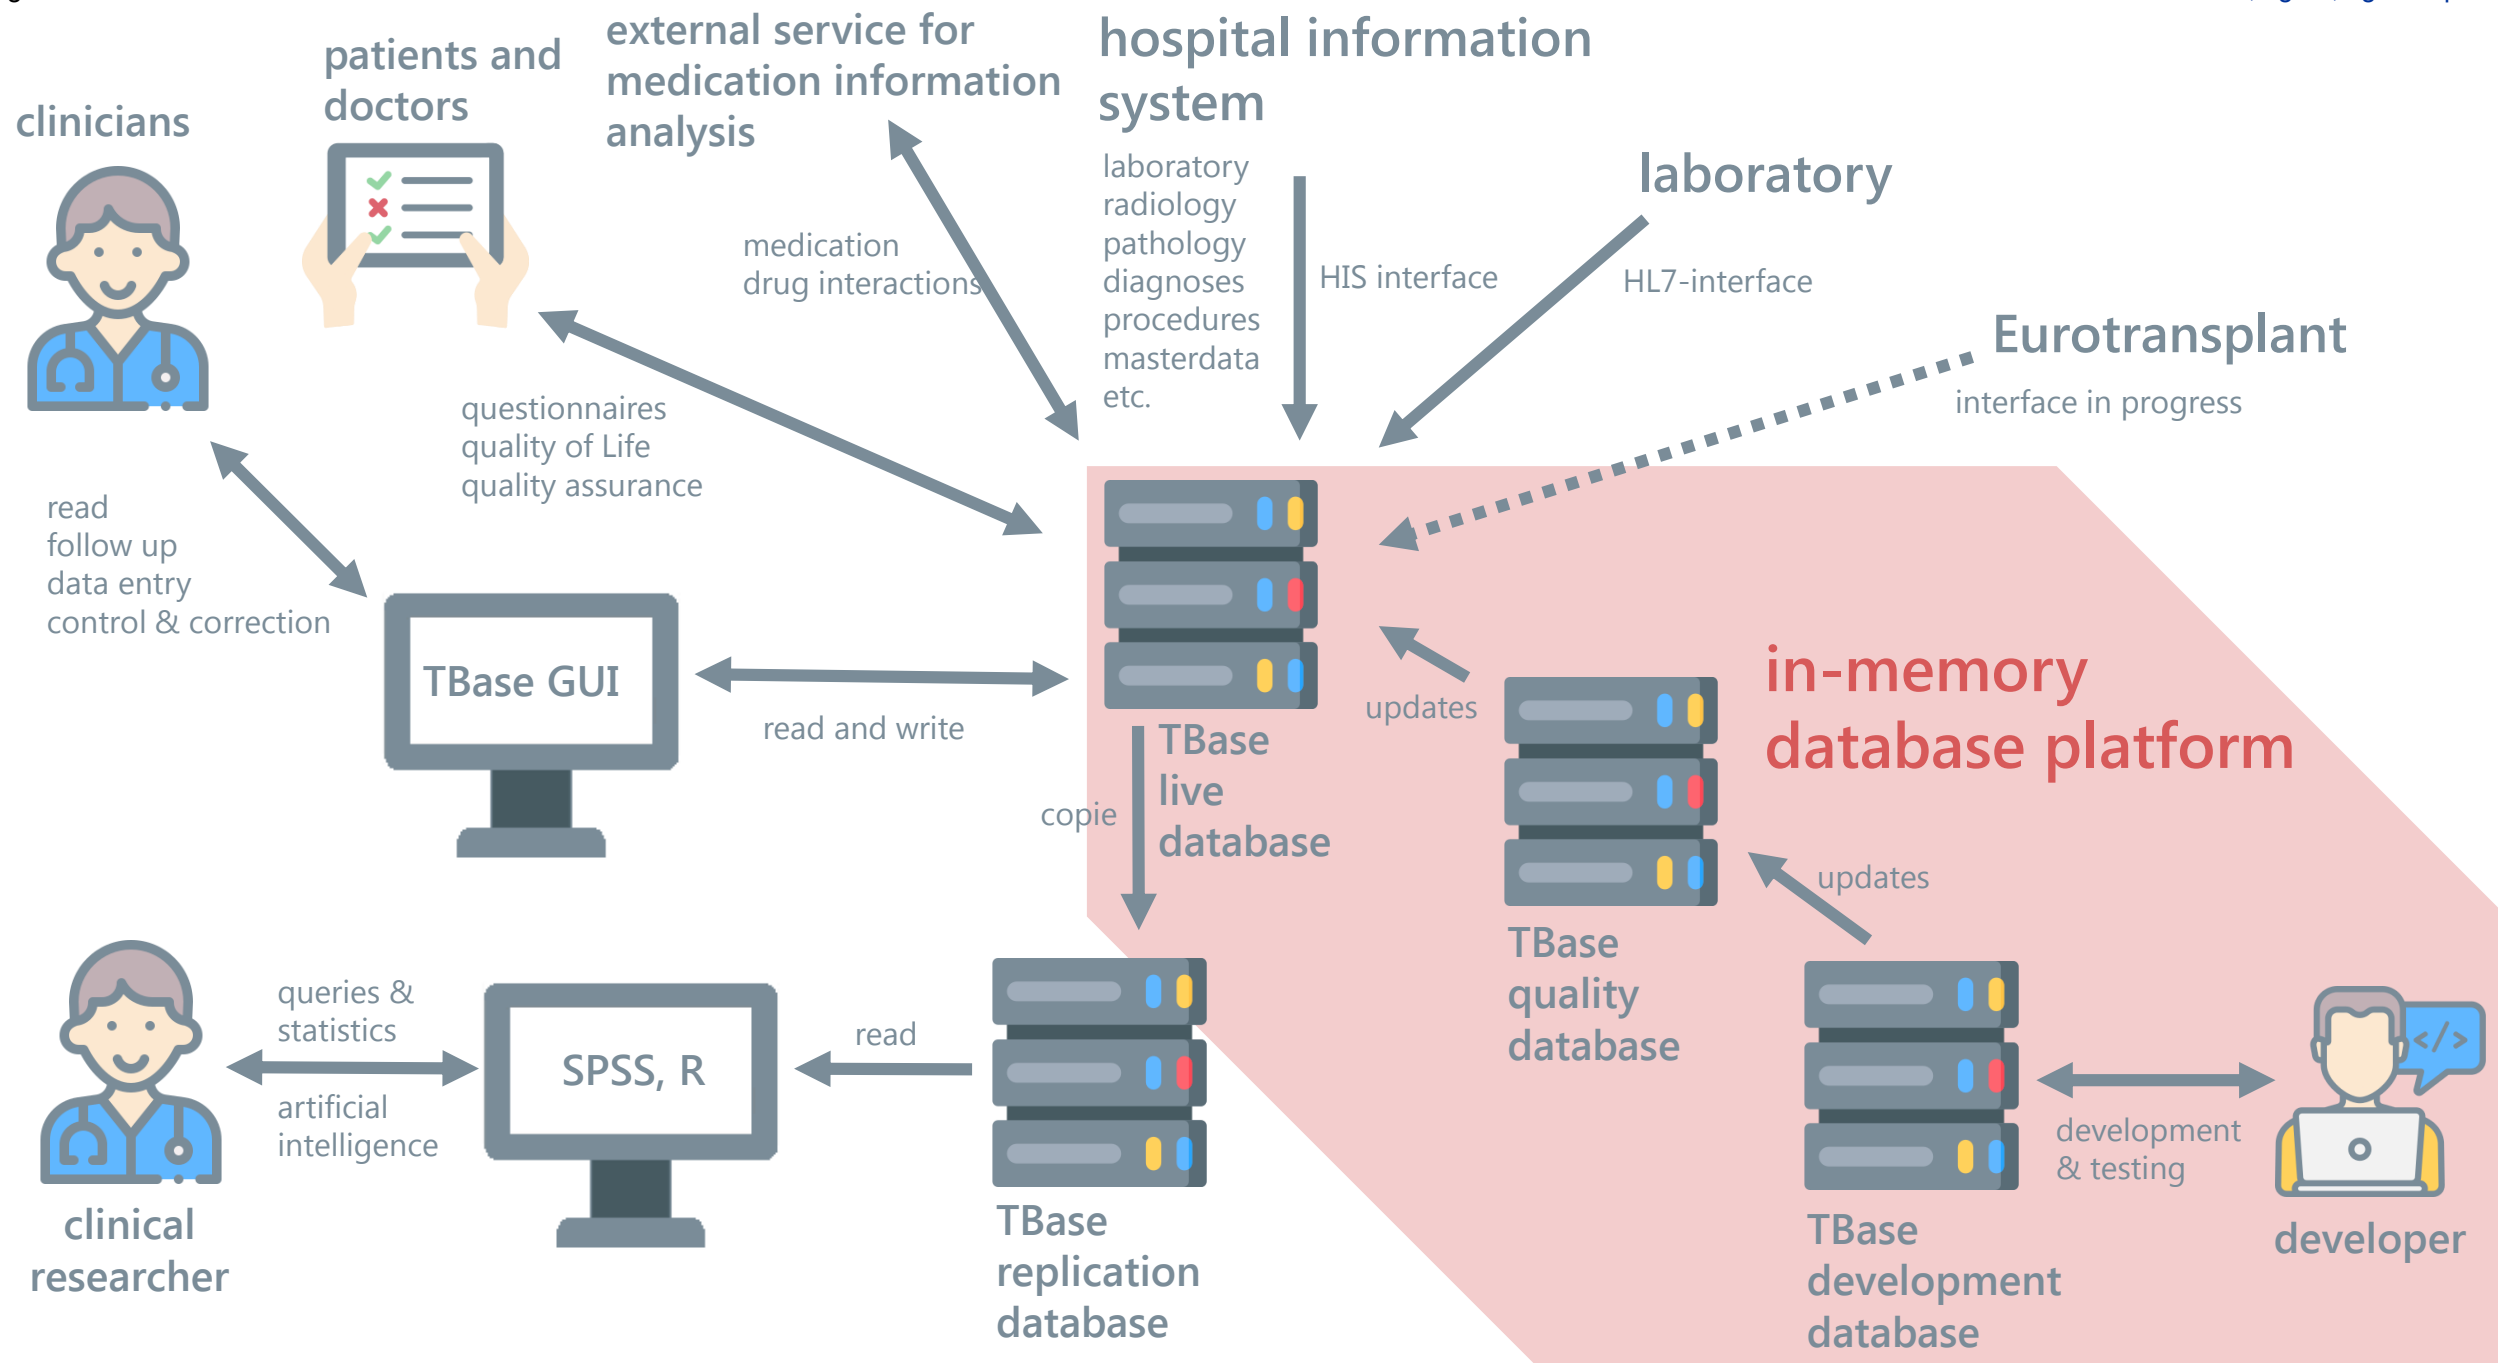 clinicians
patients and
doctors
external service for
medication information
analysis
hospital information
system
laboratory
radiology
pathology
diagnoses
procedures
masterdata
etc.
HIS interface
laboratory
HL7-interface
Eurotransplant
interface in progress
medication
drug interactions
questionnaires
quality of Life
quality assurance
read
follow up
data entry
control & correction
TBase GUI
read and write
TBase
live
database
copie
updates
in-memory
database platform
updates
TBase
quality
database
clinical
researcher
queries &
statistics
artificial
intelligence
SPSS, R
read
TBase
replication
database
TBase
development
database
development
& testing
</>
developer